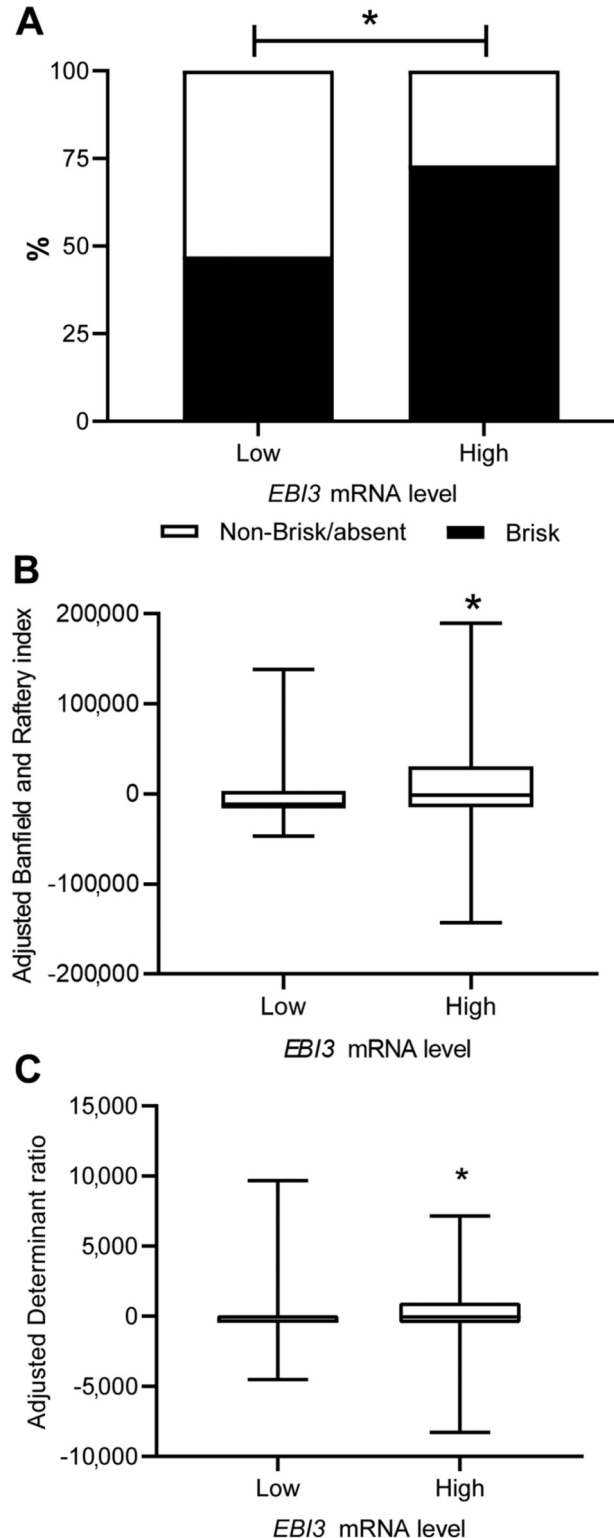 A
*
100
75
50
25
0
%
Low High
EBI3 mRNA level
Non-Brisk/absent Brisk
B
*
200,000
100,000
0
-100,000
-200,000
Adjusted Banfield and Raftery index
Low High
EBI3 mRNA level
C
*
15,000
10,000
5,000
0
-5,000
-10,000
Adjusted Determinant ratio
Low High
EBI3 mRNA level